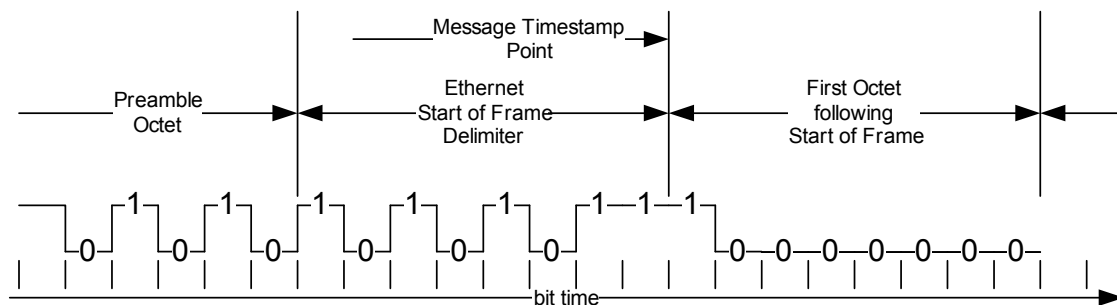 Message Timestamp
Point
Preamble
Octet
Ethernet
Start of Frame
Delimiter
First Octet
following
Start of Frame
0 1 0 1 0 1 0 1 0 1 0 1 1 1 0 0 0 0 0 0 0
bit time